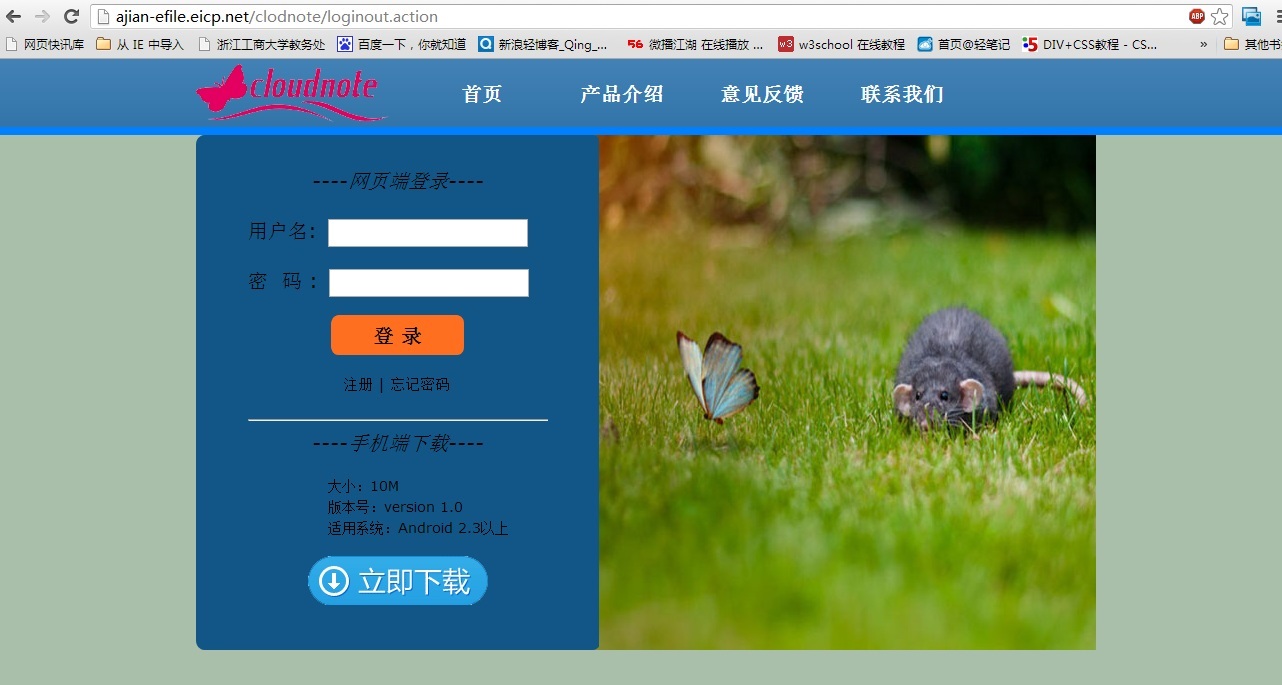 ajian-efile.eicp.net/clodnote/loginout.action
ABP
网页快讯库 从 IE 中导入 浙江工商大学教务处 百度一下，你就知道 新浪轻博客_Qing_... 56 微播江湖 在线播放 ... w3 w3school 在线教程 首页@轻笔记 5 DIV+CSS教程 - CS... » 其他书
cloudnote 首页 产品介绍 意见反馈 联系我们
----网页端登录----
用户名：
密 码：
登 录
注册 | 忘记密码
----手机端下载----
大小：10M
版本号：version 1.0
适用系统：Android 2.3以上
立即下载